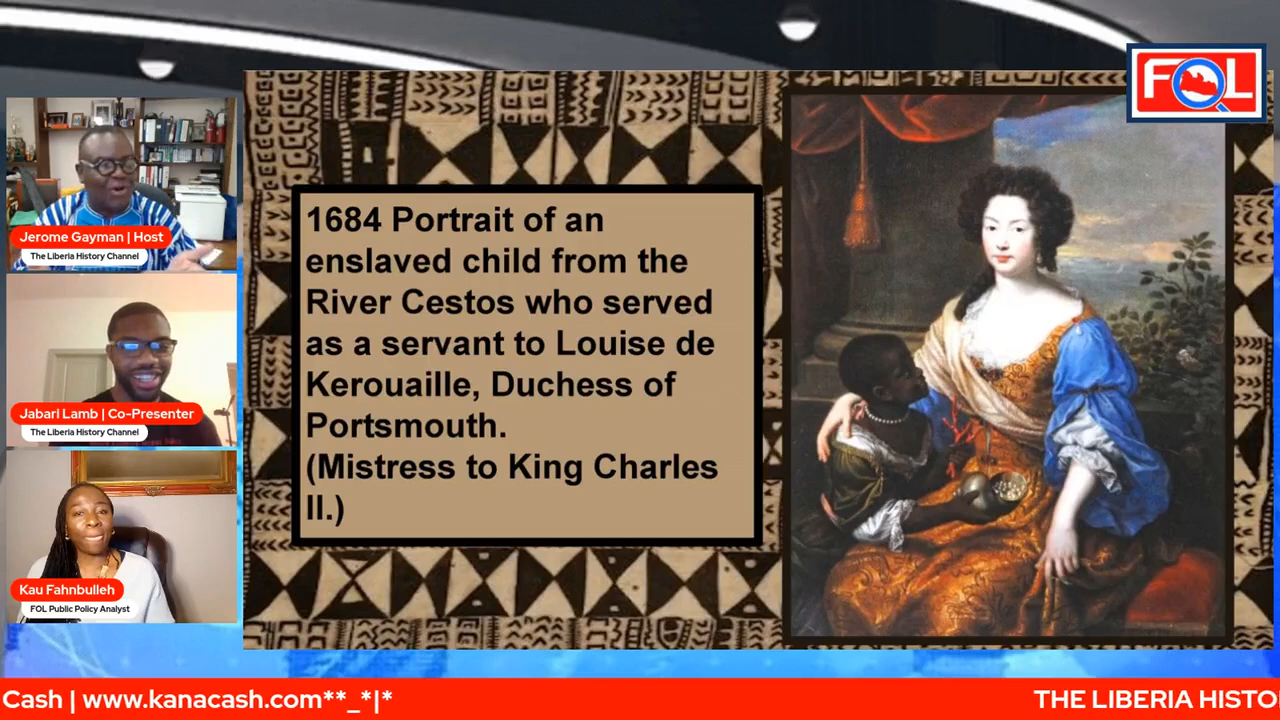 FOL
Jerome Gayman | Host
The Liberia History Channel
Jabari Lamb | Co-Presenter
The Liberia History Channel
Kau Fahnbulleh
FOL Public Policy Analyst
1684 Portrait of an
enslaved child from the
River Cestos who served
as a servant to Louise de
Kerouaille, Duchess of
Portsmouth.
(Mistress to King Charles
II.)
Cash | www.kanacash.com**_*|*
THE LIBERIA HISTO